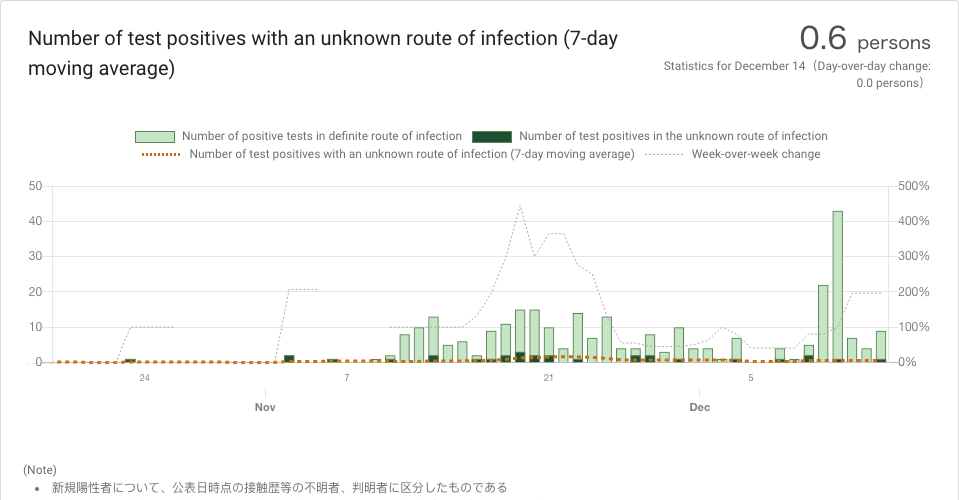 Number of test positives with an unknown route of infection (7-day
moving average)
0.6 persons
Statistics for December 14（Day-over-day change:
0.0 persons）
Number of positive tests in definite route of infection Number of test positives in the unknown route of infection
Number of test positives with an unknown route of infection (7-day moving average) Week-over-week change
50 500%
40 400%
30 300%
20 200%
10 100%
0 0%
24 7 21 5
Nov Dec
(Note)
• 新規陽性者について、公表日時点の接触歴等の不明者、判明者に区分したものである